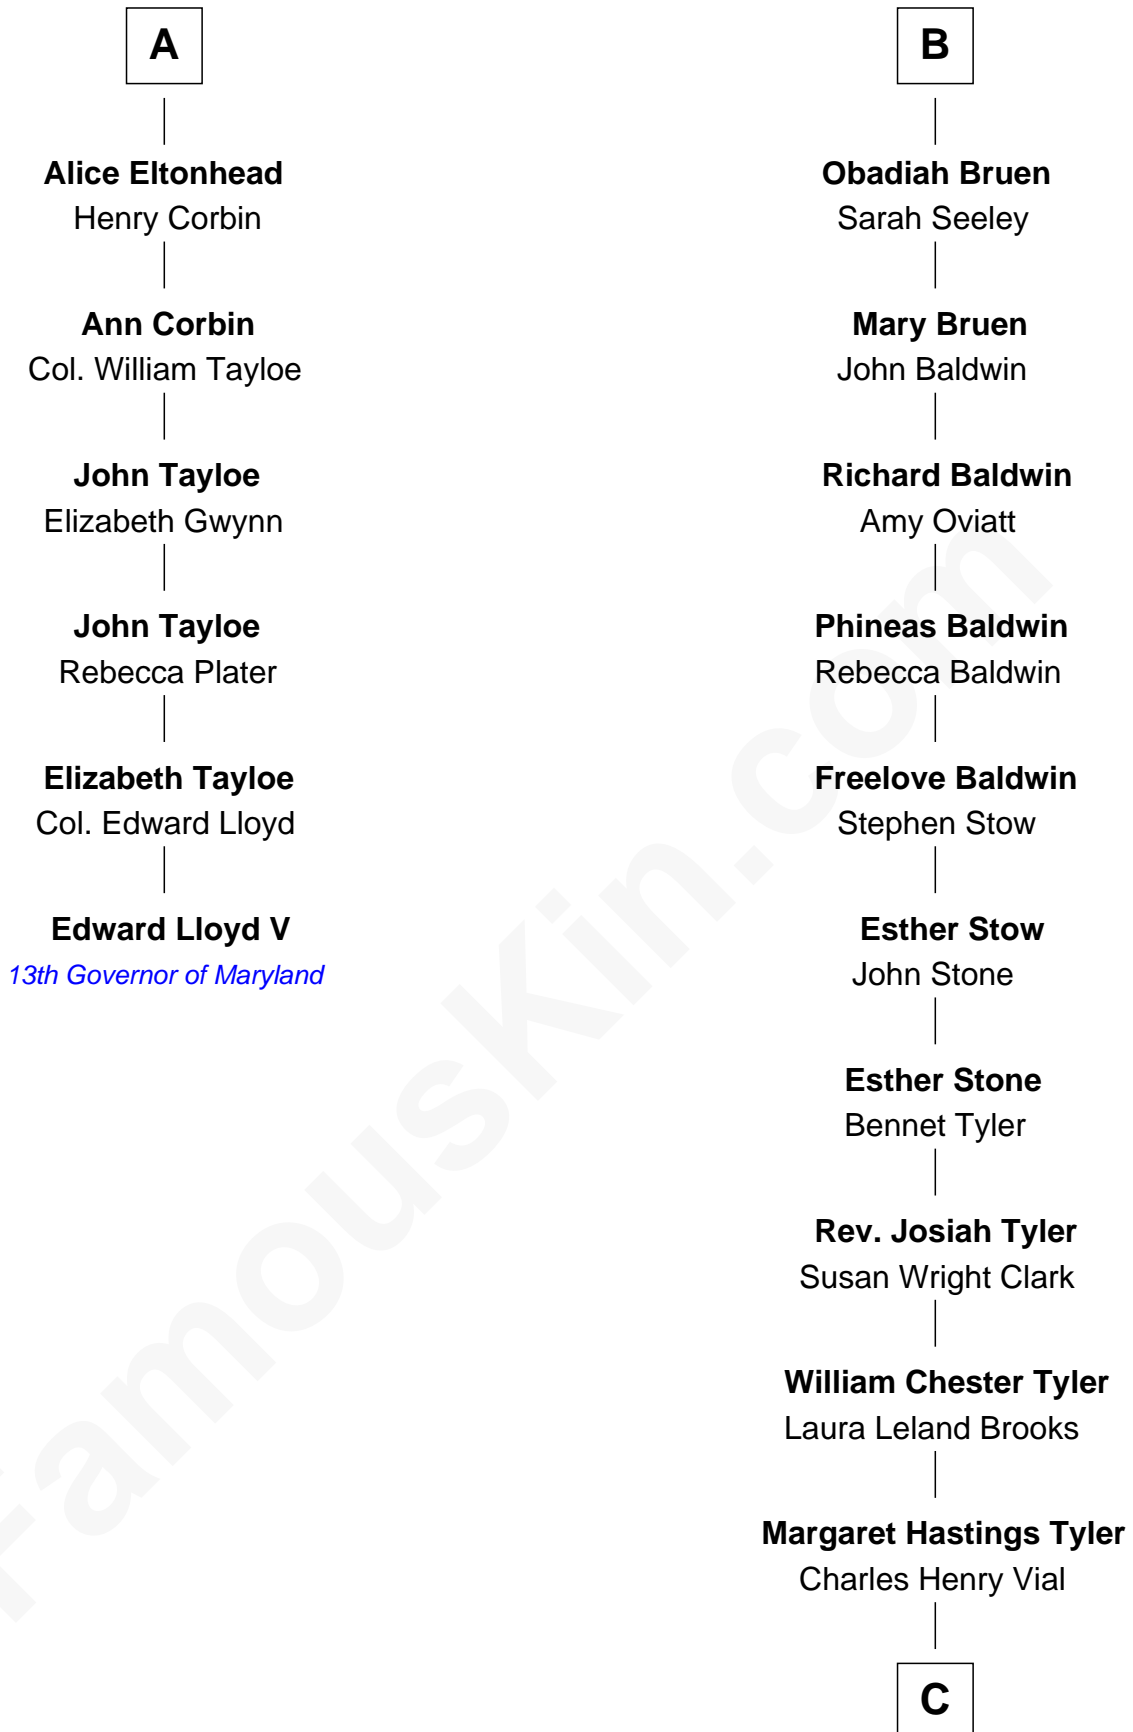 A
Alice Eltonhead
Henry Corbin
Ann Corbin
Col. William Tayloe
John Tayloe
Elizabeth Gwynn
John Tayloe
Rebecca Plater
Elizabeth Tayloe
Col. Edward Lloyd
Edward Lloyd V
13th Governor of Maryland
B
Obadiah Bruen
Sarah Seeley
Mary Bruen
John Baldwin
Richard Baldwin
Amy Oviatt
Phineas Baldwin
Rebecca Baldwin
Freelove Baldwin
Stephen Stow
Esther Stow
John Stone
Esther Stone
Bennet Tyler
Rev. Josiah Tyler
Susan Wright Clark
William Chester Tyler
Laura Leland Brooks
Margaret Hastings Tyler
Charles Henry Vial
C
FamousKin.com